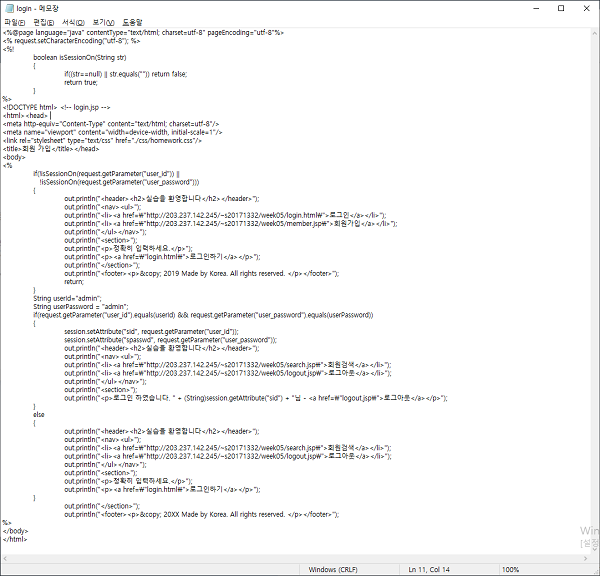 login - 메모장
파일(F) 편집(E) 서식(O) 보기(V) 도움말
<%@page language="java" contentType="text/html; charset=utf-8" pageEncoding="utf-8"%>
<% request.setCharacterEncoding("utf-8"); %>
<%!
boolean isSessionOn(String str)
{
if((str==null) || str.equals("")) return false;
return true;
}
%>
<!DOCTYPE html> <!-- login.jsp -->
<html><head>
<meta http-equiv="Content-Type" content="text/html; charset=utf-8"/>
<meta name="viewport" content="width=device-width, initial-scale=1"/>
<link rel="stylesheet" type="text/css" href="./css/homework.css"/>
<title>회원 가입</title></head>
<body>
<%
if(!isSessionOn(request.getParameter("user_id")) ||
!isSessionOn(request.getParameter("user_password")))
{
out.println("<header><h2>실습을 환영합니다</h2></header>");
out.println("<nav><ul>");
out.println("<li><a href=₩"http://203.237.142.245/~s20171332/week05/login.html₩">로그인</a></li>");
out.println("<li><a href=₩"http://203.237.142.245/~s20171332/week05/member.jsp₩">회원가입</a></li>");
out.println("</ul></nav>");
out.println("<section>");
out.println("<p>정확히 입력하세요.</p>");
out.println("<p><a href=₩"login.html₩">로그인하기</a></p>");
out.println("</section>");
out.println("<footer><p>&copy; 2019 Made by Korea. All rights reserved. </p></footer>");
return;
}
String userId="admin";
String userPassword = "admin";
if(request.getParameter("user_id").equals(userId) && request.getParameter("user_password").equals(userPassword))
{
session.setAttribute("sid", request.getParameter("user_id"));
session.setAttribute("spasswd", request.getParameter("user_password"));
out.println("<header><h2>실습을 환영합니다</h2></header>");
out.println("<nav><ul>");
out.println("<li><a href=₩"http://203.237.142.245/~s20171332/week05/search.jsp₩">회원검색</a></li>");
out.println("<li><a href=₩"http://203.237.142.245/~s20171332/week05/logout.jsp₩">로그아웃</a></li>");
out.println("</ul></nav>");
out.println("<section>");
out.println("<p>로그인 하였습니다. " + (String)session.getAttribute("sid") + "님 - <a href=₩"logout.jsp₩">로그아웃</a></p>");
}
else
{
out.println("<header><h2>실습을 환영합니다</h2></header>");
out.println("<nav><ul>");
out.println("<li><a href=₩"http://203.237.142.245/~s20171332/week05/search.jsp₩">회원검색</a></li>");
out.println("<li><a href=₩"http://203.237.142.245/~s20171332/week05/logout.jsp₩">로그아웃</a></li>");
out.println("</ul></nav>");
out.println("<section>");
out.println("<p>정확히 입력하세요.</p>");
out.println("<p><a href=₩"login.html₩">로그인하기</a></p>");
}
out.println("</section>");
out.println("<footer><p>&copy; 20XX Made by Korea. All rights reserved. </p></footer>");
%>
</body>
</html>
Win
[설정
Windows (CRLF) Ln 11, Col 14 100%